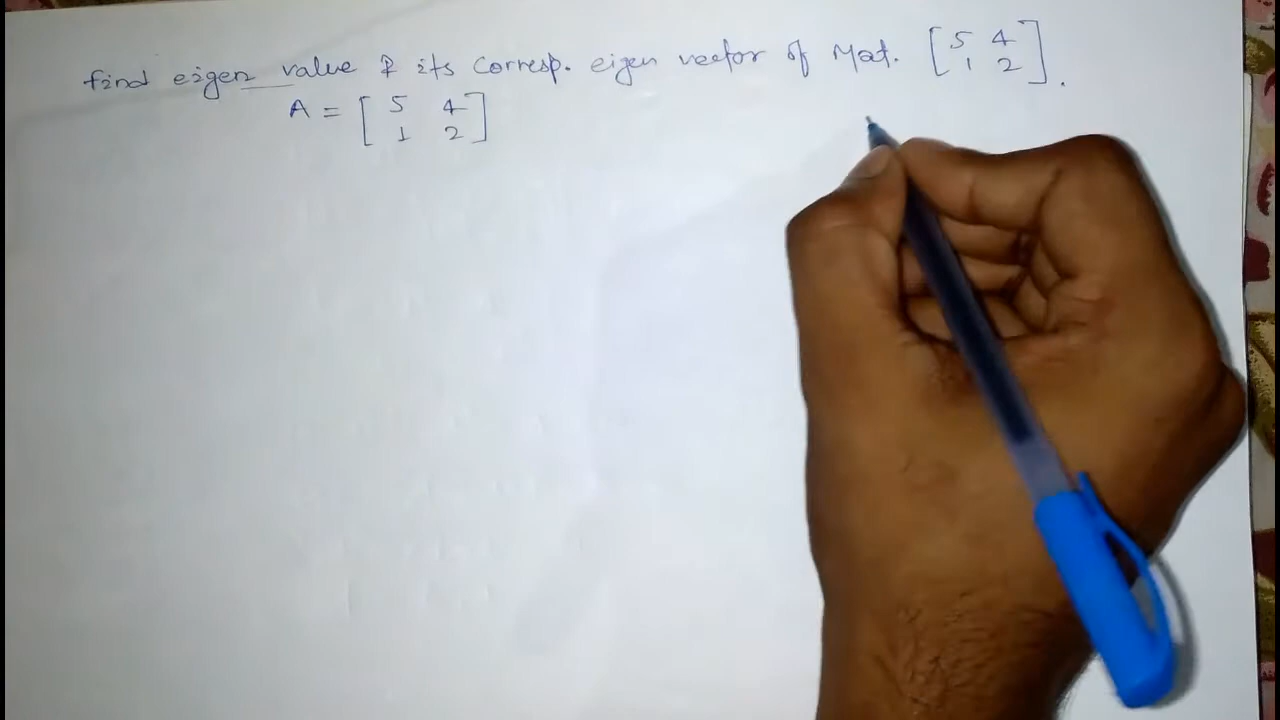 find eigen value & its corresp. eigen vector of Mat. [5 4
1 2].
A = [5 4
1 2]